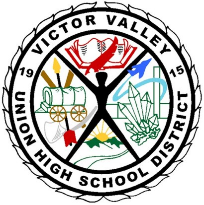 VICTOR VALLEY
19 15
UNION HIGH SCHOOL DISTRICT